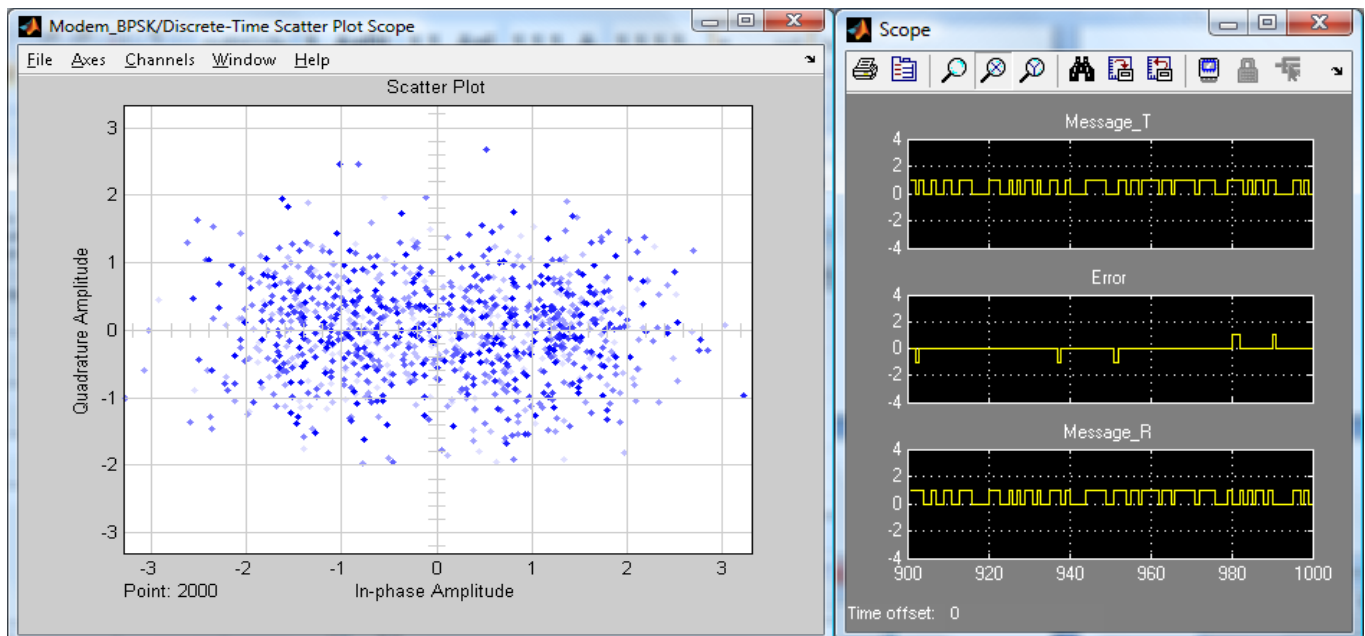 Modem_BPSK/Discrete-Time Scatter Plot Scope
File Axes Channels Window Help
Scatter Plot
3
2
1
0
-1
-2
-3
Quadrature Amplitude
-3 -2 -1 0 1 2 3
Point: 2000 In-phase Amplitude
Scope
Message_T
4
2
0
-2
-4
Error
4
2
0
-2
-4
Message_R
4
2
0
-2
-4
900 920 940 960 980 1000
Time offset: 0